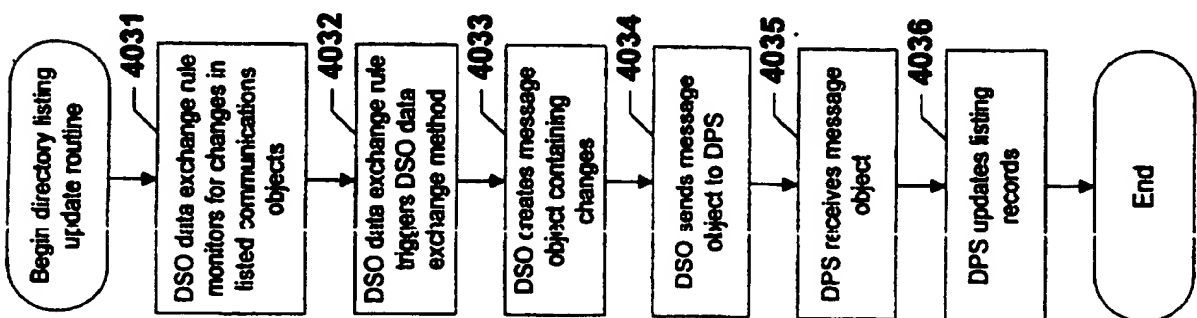 Begin directory listing
update routine
4031
DSO data exchange rule
monitors for changes in
listed communications
objects
4032
DSO data exchange rule
triggers DSO data
exchange method
4033
DSO creates message
object containing
changes
4034
DSO sends message
object to DPS
4035
DPS receives message
object
4036
DPS updates listing
records
End